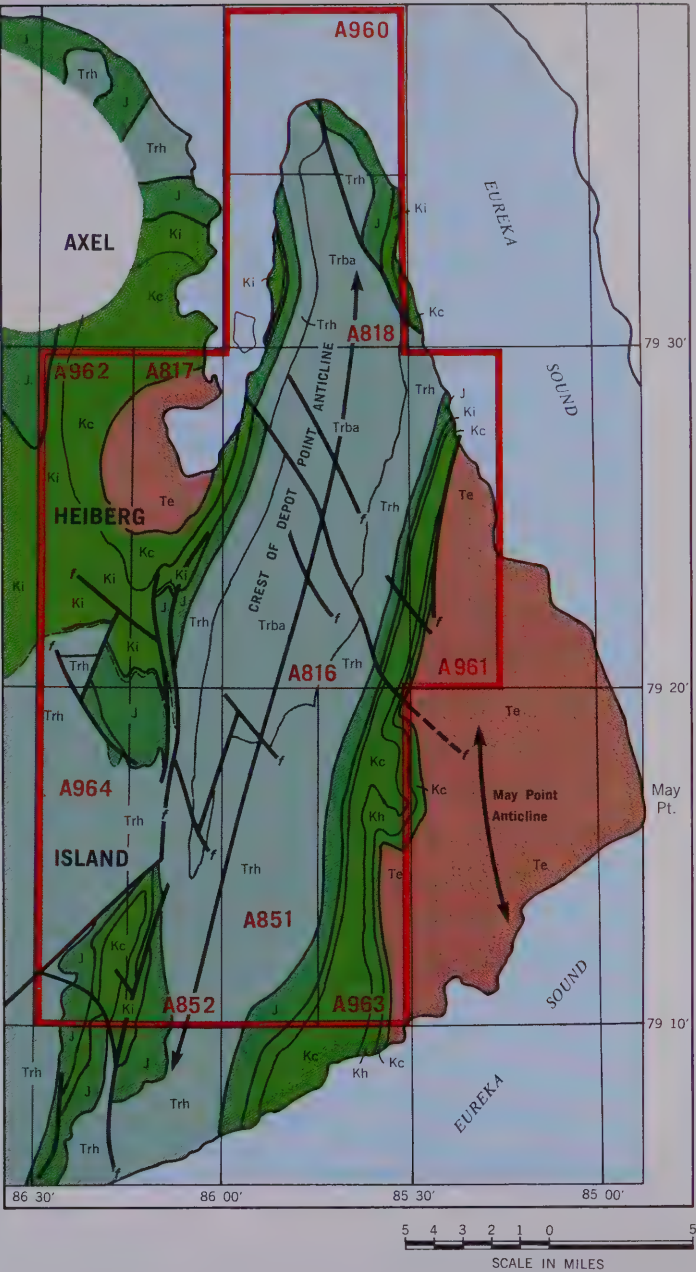 A960
Trh
J
Trh
Trh
J
EUREKA
Ki
J
Ki
AXEL
Trba
Ki
Kc
Kc
Trh
A818
79 30'
A962
A817
SOUND
J
Trh
J
Ki
Kc
Kc
CREST OF DEPOT POINT ANTICLINE
Trba
Ki
Te
Te
Trh
HEIBERG
f
Kc
f
Ki
Ki
Ki
Ki
J
J
f
Trh
f
Trba
Ki
f
Trh
A816
Trh
A961
79 20'
Trh
J
Te
f
f
Kc
A964
Kc
May Point
Anticline
May
Pt.
Trh
f
Kh
f
ISLAND
Trh
Te
Te
A851
Kc
J
SOUND
Ki
A852
A963
J
79 10'
J
Kc
Trh
J
J
Kh
Kc
Trh
EUREKA
Trh
f
86 30'
86 00'
85 30'
85 00'
5 4 3 2 1 0 5
SCALE IN MILES